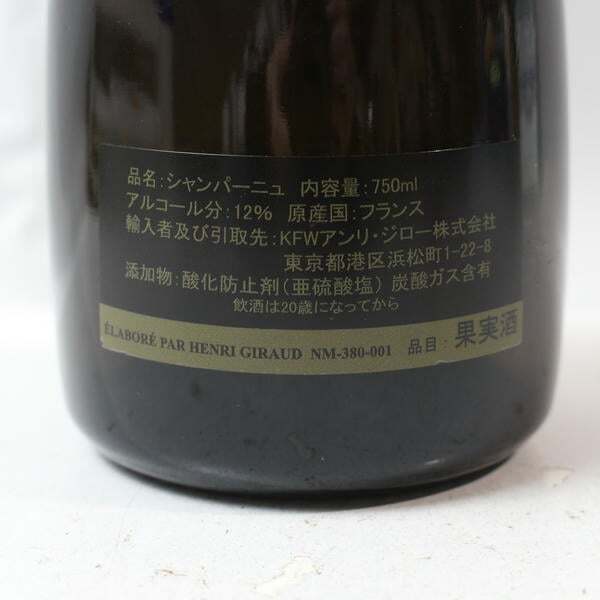 品名：シャンパーニュ 内容量：750ml
アルコール分：12% 原産国：フランス
輸入者及び引取先：KFWアンリ・ジロー株式会社
東京都港区浜松町1-22-8
添加物：酸化防止剤（亜硫酸塩）炭酸ガス含有
飲酒は20歳になってから
ÉLABORÉ PAR HENRI GIRAUD NM-380-001 品目：果実酒